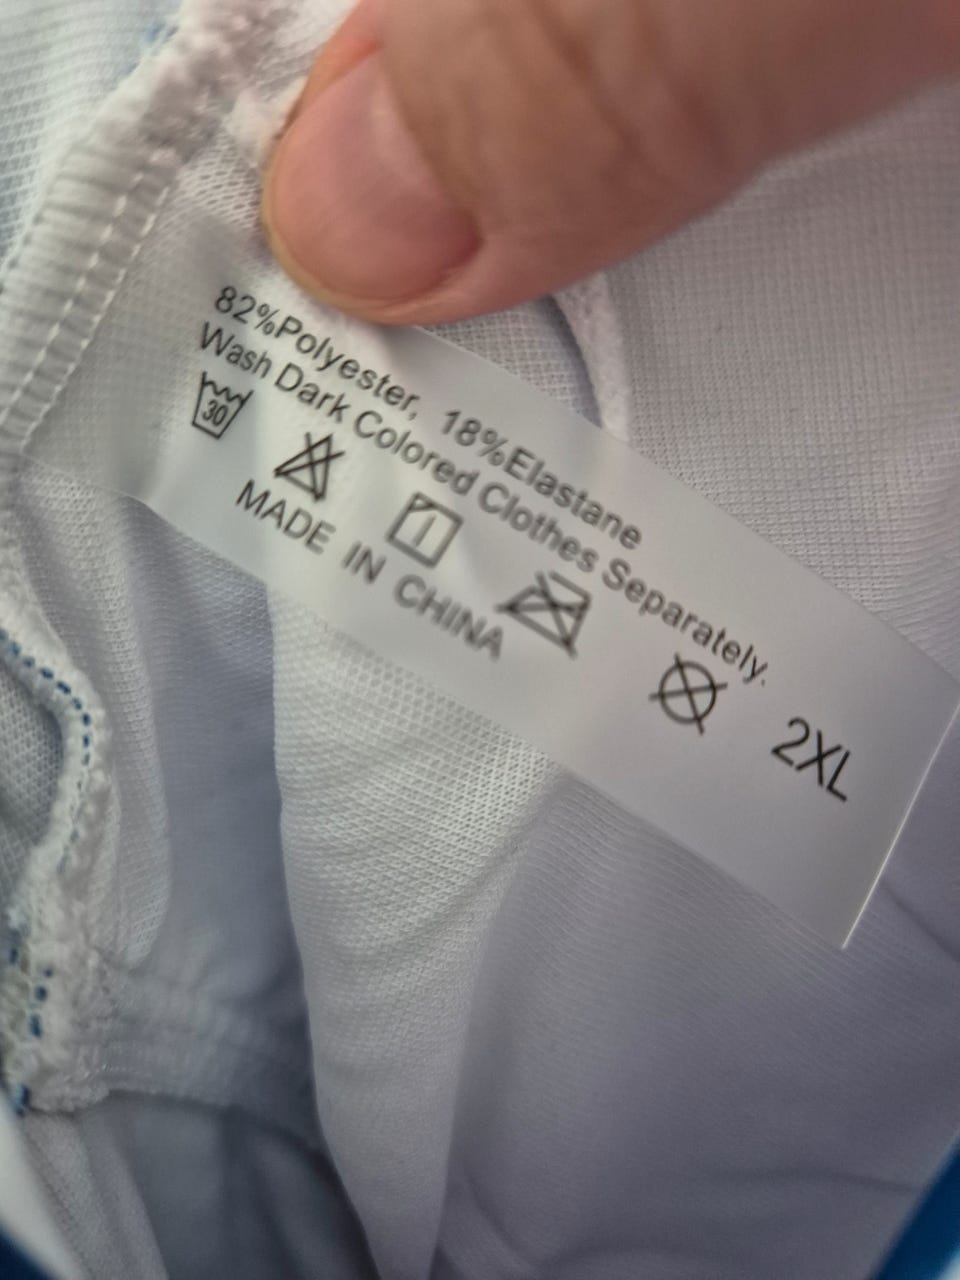 82%Polyester, 18%Elastane
Wash Dark Colored Clothes Separately.
30
MADE IN CHINA
2XL